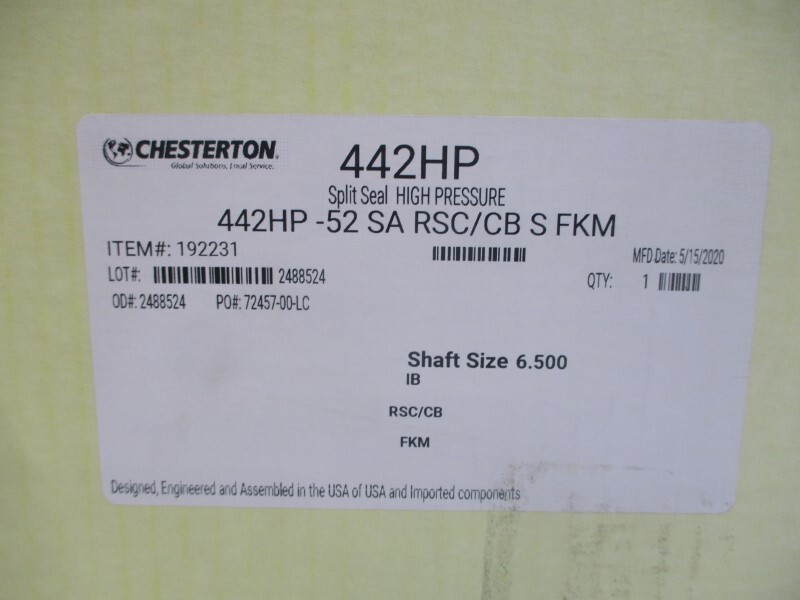 CHESTERTON
Global Solutions, Local Service.
442HP
Split Seal HIGH PRESSURE
442HP -52 SA RSC/CB S FKM
ITEM#: 192231
MFD Date: 5/15/2020
LOT#: 2488524
QTY: 1
OD#: 2488524 PO#: 72457-00-LC
Shaft Size 6.500
IB
RSC/CB
FKM
Designed, Engineered and Assembled in the USA of USA and Imported components